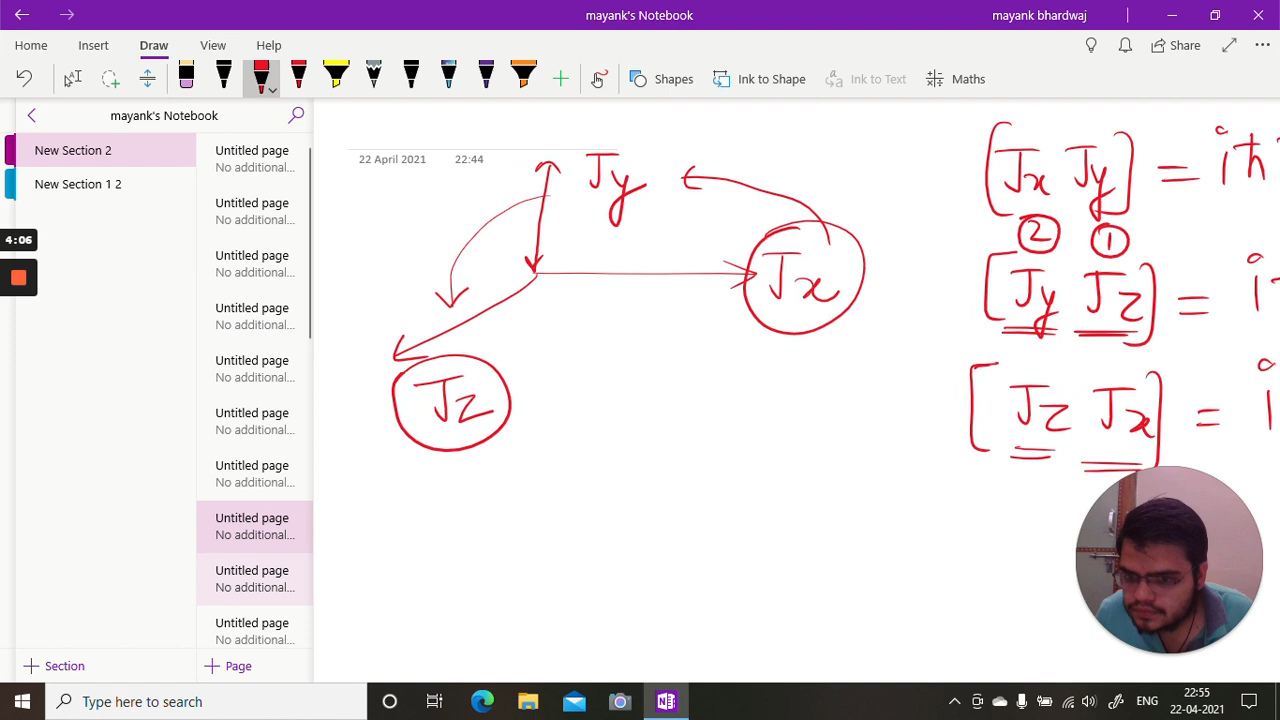 mayank's Notebook
mayank bhardwaj
Home Insert Draw View Help
Share
Shapes Ink to Shape Ink to Text Maths
mayank's Notebook
New Section 2
New Section 1 2
Untitled page
No additional...
Untitled page
No additional...
Untitled page
No additional...
Untitled page
No additional...
Untitled page
No additional...
Untitled page
No additional...
Untitled page
No additional...
Untitled page
No additional...
Untitled page
No additional...
Untitled page
No additional...
Section
Page
4:06
22 April 2021 22:44
Jy
Jx
Jz
[Jx Jy] = iħ
2 1
[Jy Jz] = i
[Jz Jx] = i
Type here to search
ENG
22:55
22-04-2021